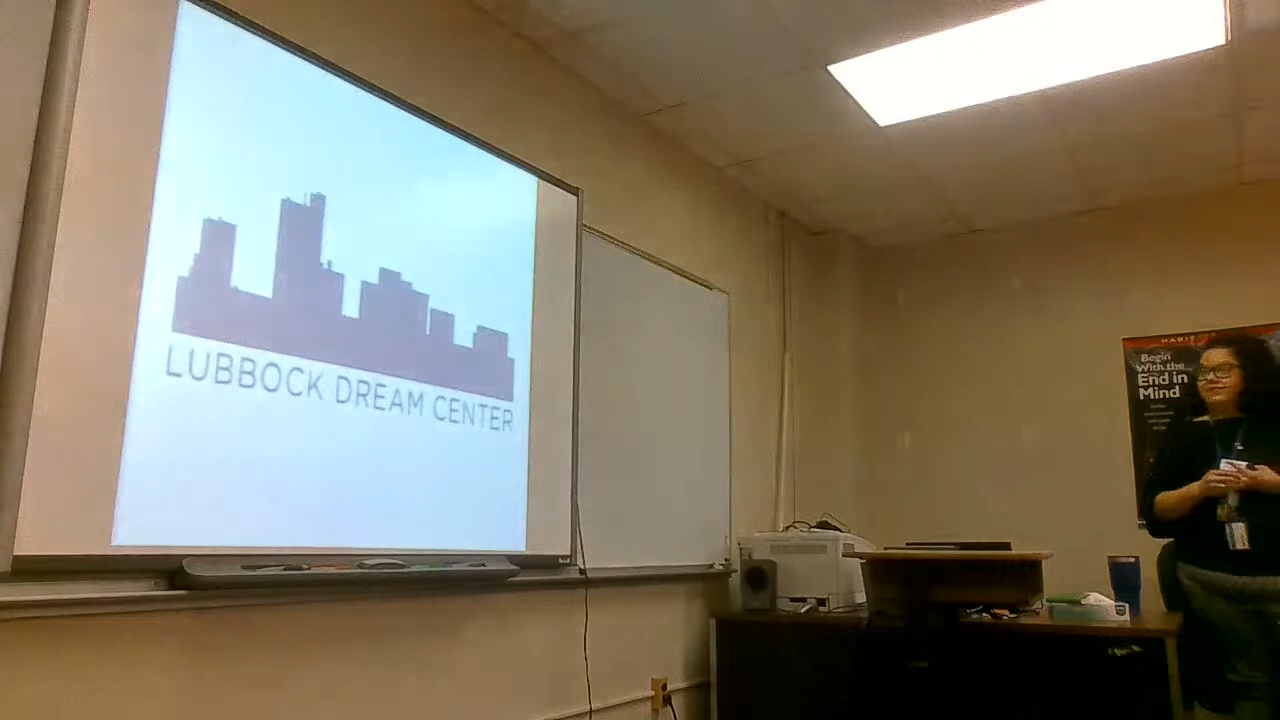 LUBBOCK DREAM CENTER
Begin
With the
End in
Mind